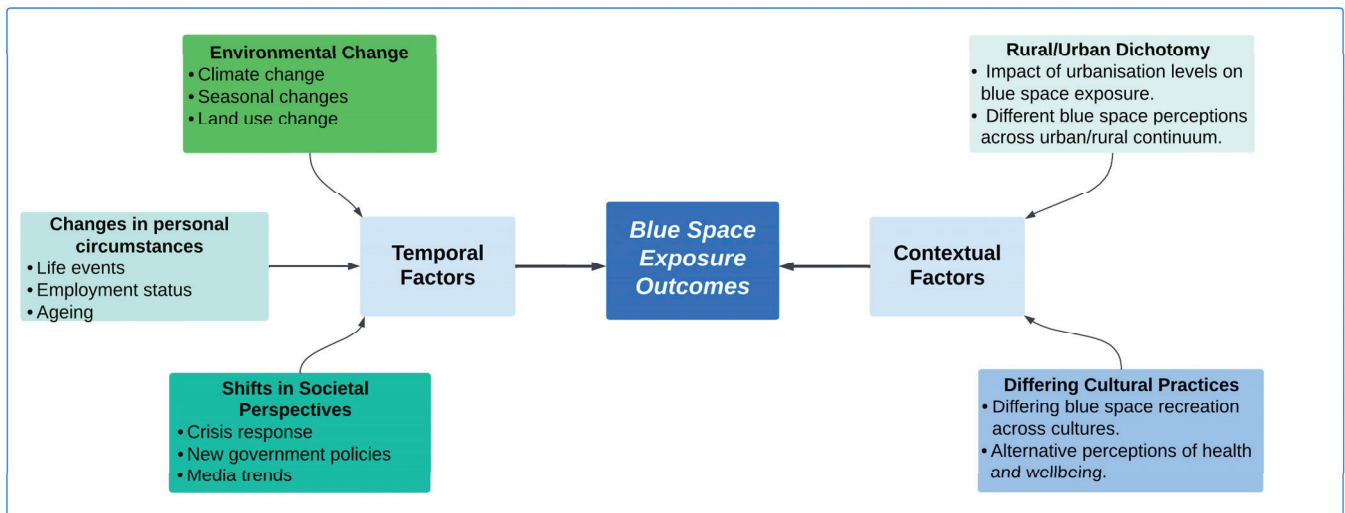 Environmental Change
• Climate change
• Seasonal changes
• Land use change
Changes in personal
circumstances
• Life events
• Employment status
• Ageing
Shifts in Societal
Perspectives
• Crisis response
• New government policies
• Media trends
Temporal
Factors
Blue Space
Exposure
Outcomes
Contextual
Factors
Rural/Urban Dichotomy
• Impact of urbanisation levels on
blue space exposure.
• Different blue space perceptions
across urban/rural continuum.
Differing Cultural Practices
• Differing blue space recreation
across cultures.
• Alternative perceptions of health
and wellbeing.